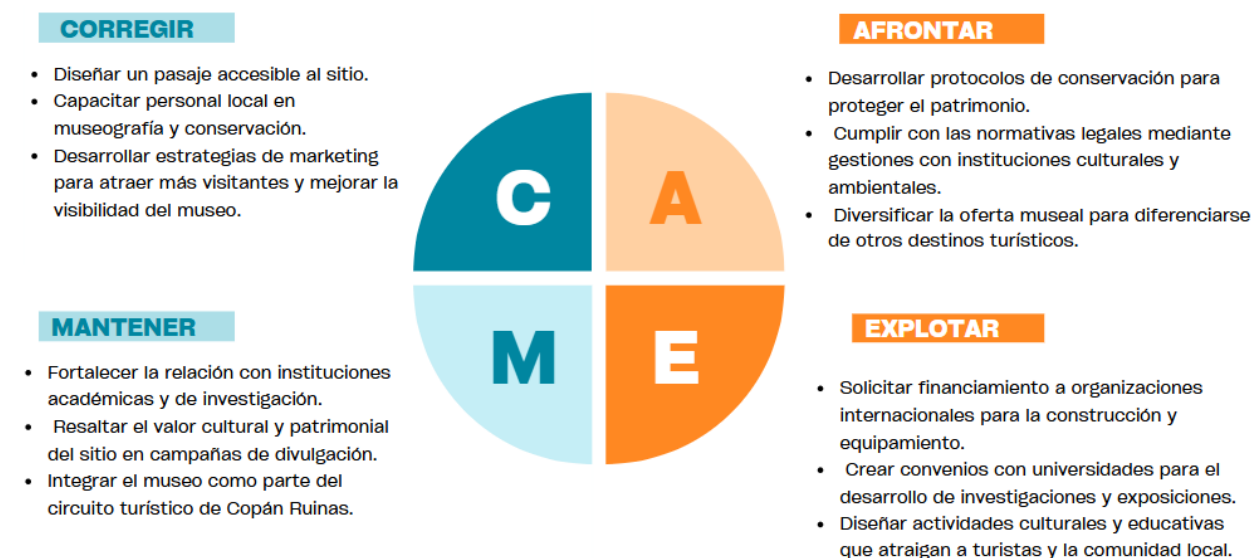 CORREGIR
• Diseñar un pasaje accesible al sitio.
• Capacitar personal local en
museografía y conservación.
• Desarrollar estrategias de marketing
para atraer más visitantes y mejorar la
visibilidad del museo.
AFRONTAR
• Desarrollar protocolos de conservación para
proteger el patrimonio.
• Cumplir con las normativas legales mediante
gestiones con instituciones culturales y
ambientales.
• Diversificar la oferta museal para diferenciarse
de otros destinos turísticos.
C
A
M
E
MANTENER
• Fortalecer la relación con instituciones
académicas y de investigación.
• Resaltar el valor cultural y patrimonial
del sitio en campañas de divulgación.
• Integrar el museo como parte del
circuito turístico de Copán Ruinas.
EXPLOTAR
• Solicitar financiamiento a organizaciones
internacionales para la construcción y
equipamiento.
• Crear convenios con universidades para el
desarrollo de investigaciones y exposiciones.
• Diseñar actividades culturales y educativas
que atraigan a turistas y la comunidad local.